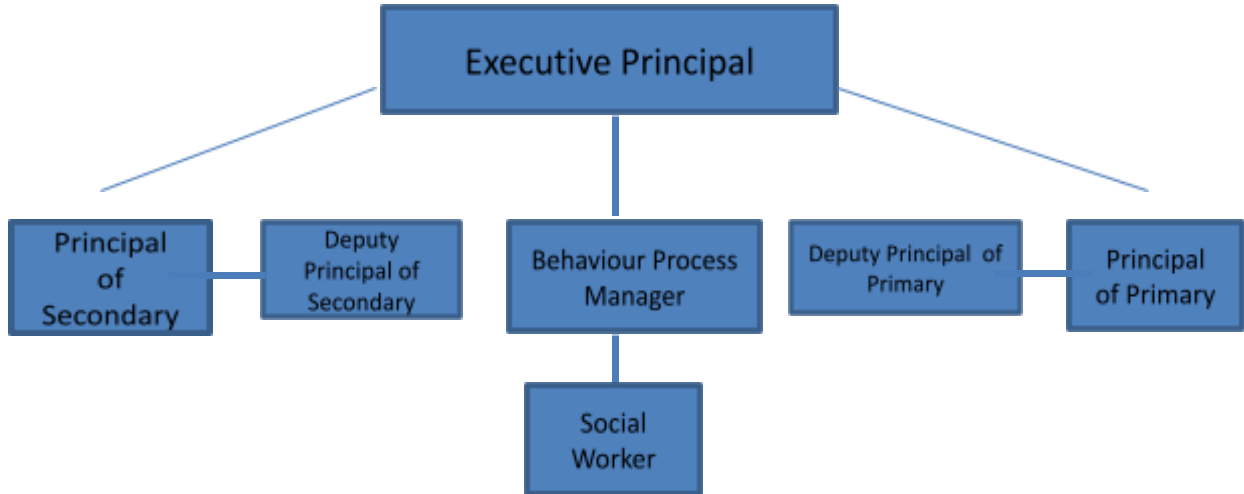 Executive Principal
Principal
of
Secondary
Deputy
Principal of
Secondary
Behaviour Process
Manager
Deputy Principal of
Primary
Principal
of Primary
Social
Worker